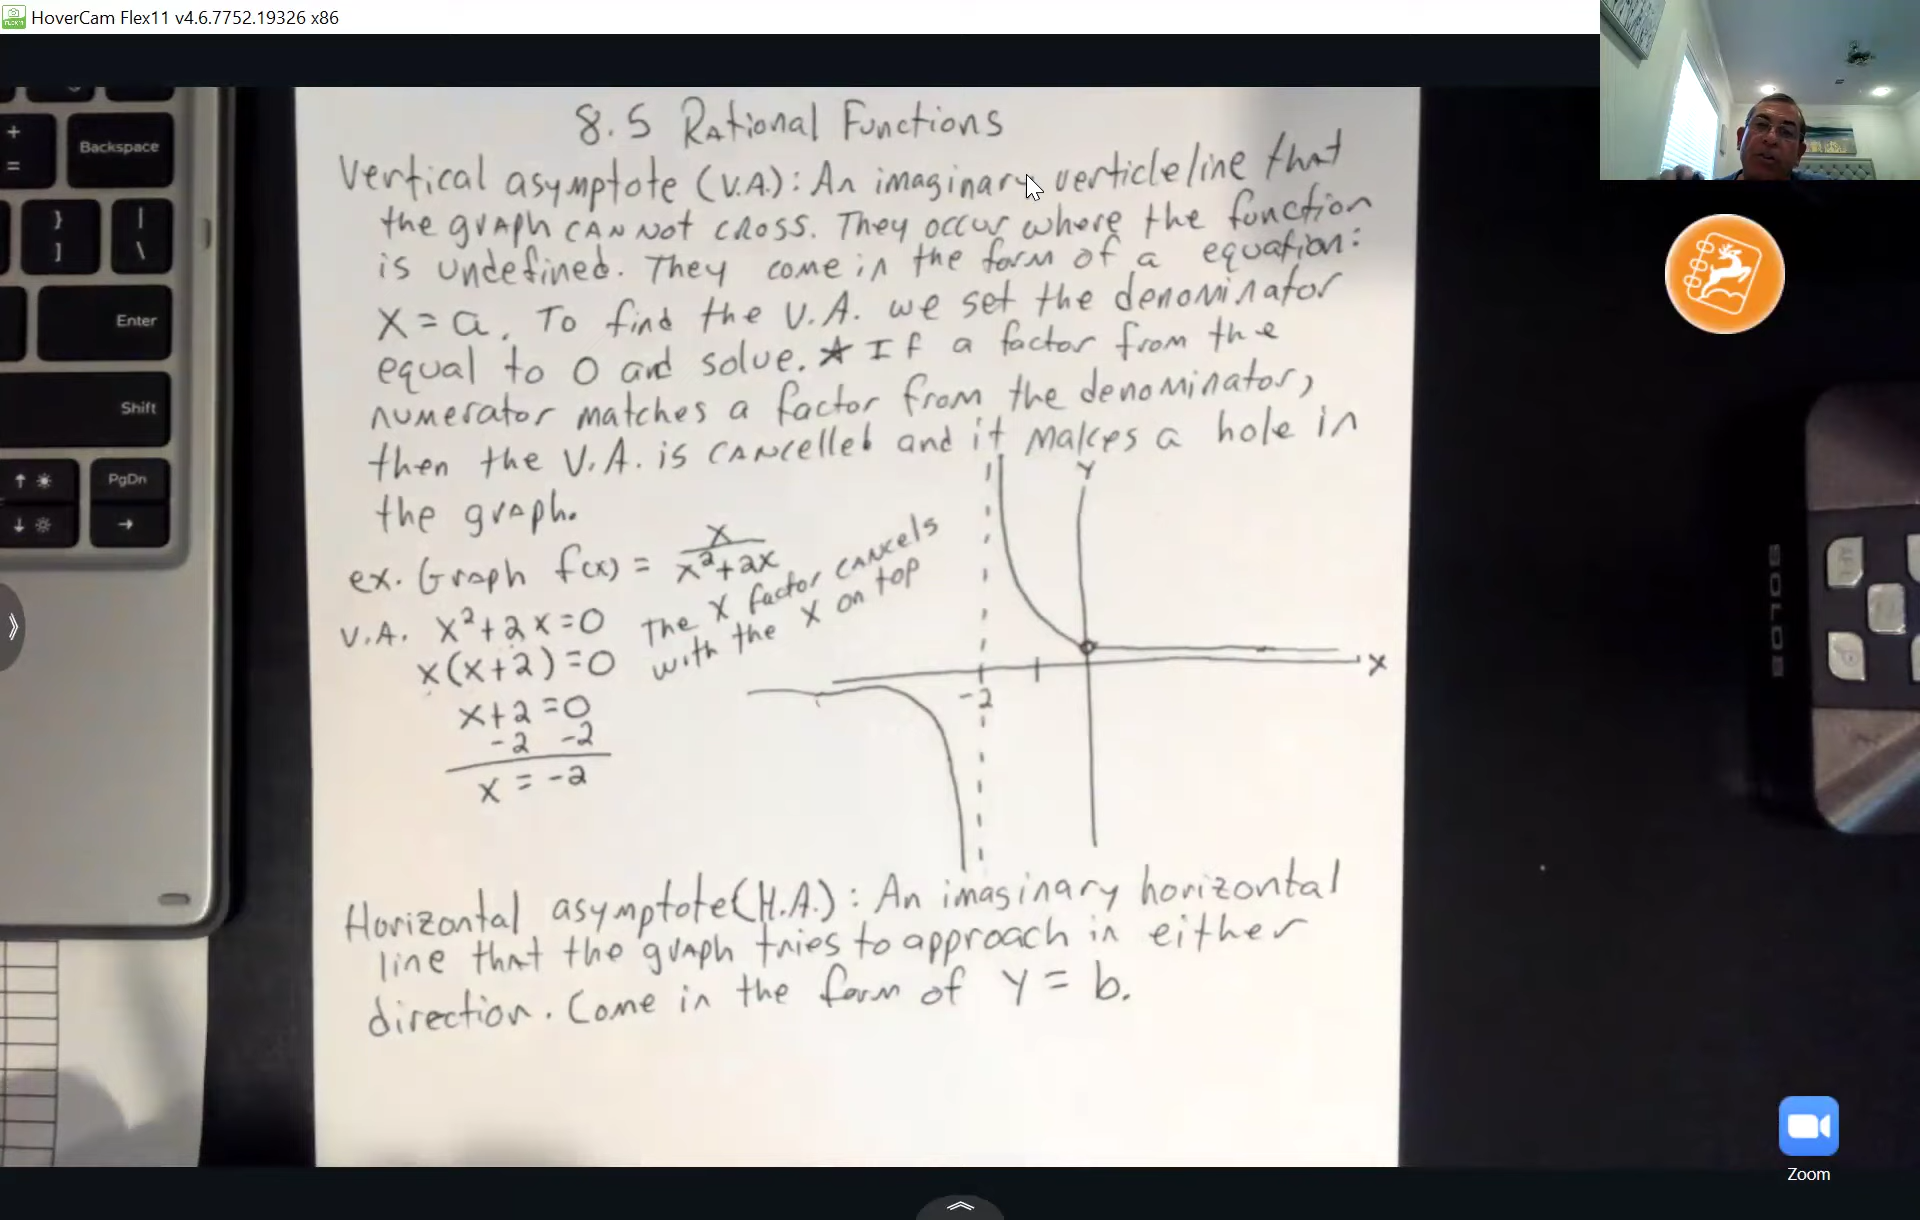 HoverCam Flex11 v4.6.7752.19326 x86
8.5 Rational Functions
Vertical asymptote (V.A.): An imaginary verticle line that
the graph cannot cross. They occur where the function
is undefined. They come in the form of a equation:
x = a. To find the V.A. we set the denominator
equal to 0 and solve. ★ If a factor from the
numerator matches a factor from the denominator,
then the V.A. is cancelled and it makes a hole in
the graph.
ex. Graph f(x) = x/x²+2x
V.A. x²+2x=0
x(x+2)=0
x+2=0
-2 -2
x = -2
The x factor cancels
with the x on top
Y
X
-2
Horizontal asymptote (H.A.): An imaginary horizontal
line that the graph tries to approach in either
direction. Come in the form of y = b.
+
=
Backspace
}
]
|
\
Enter
Shift
PgDn
Zoom